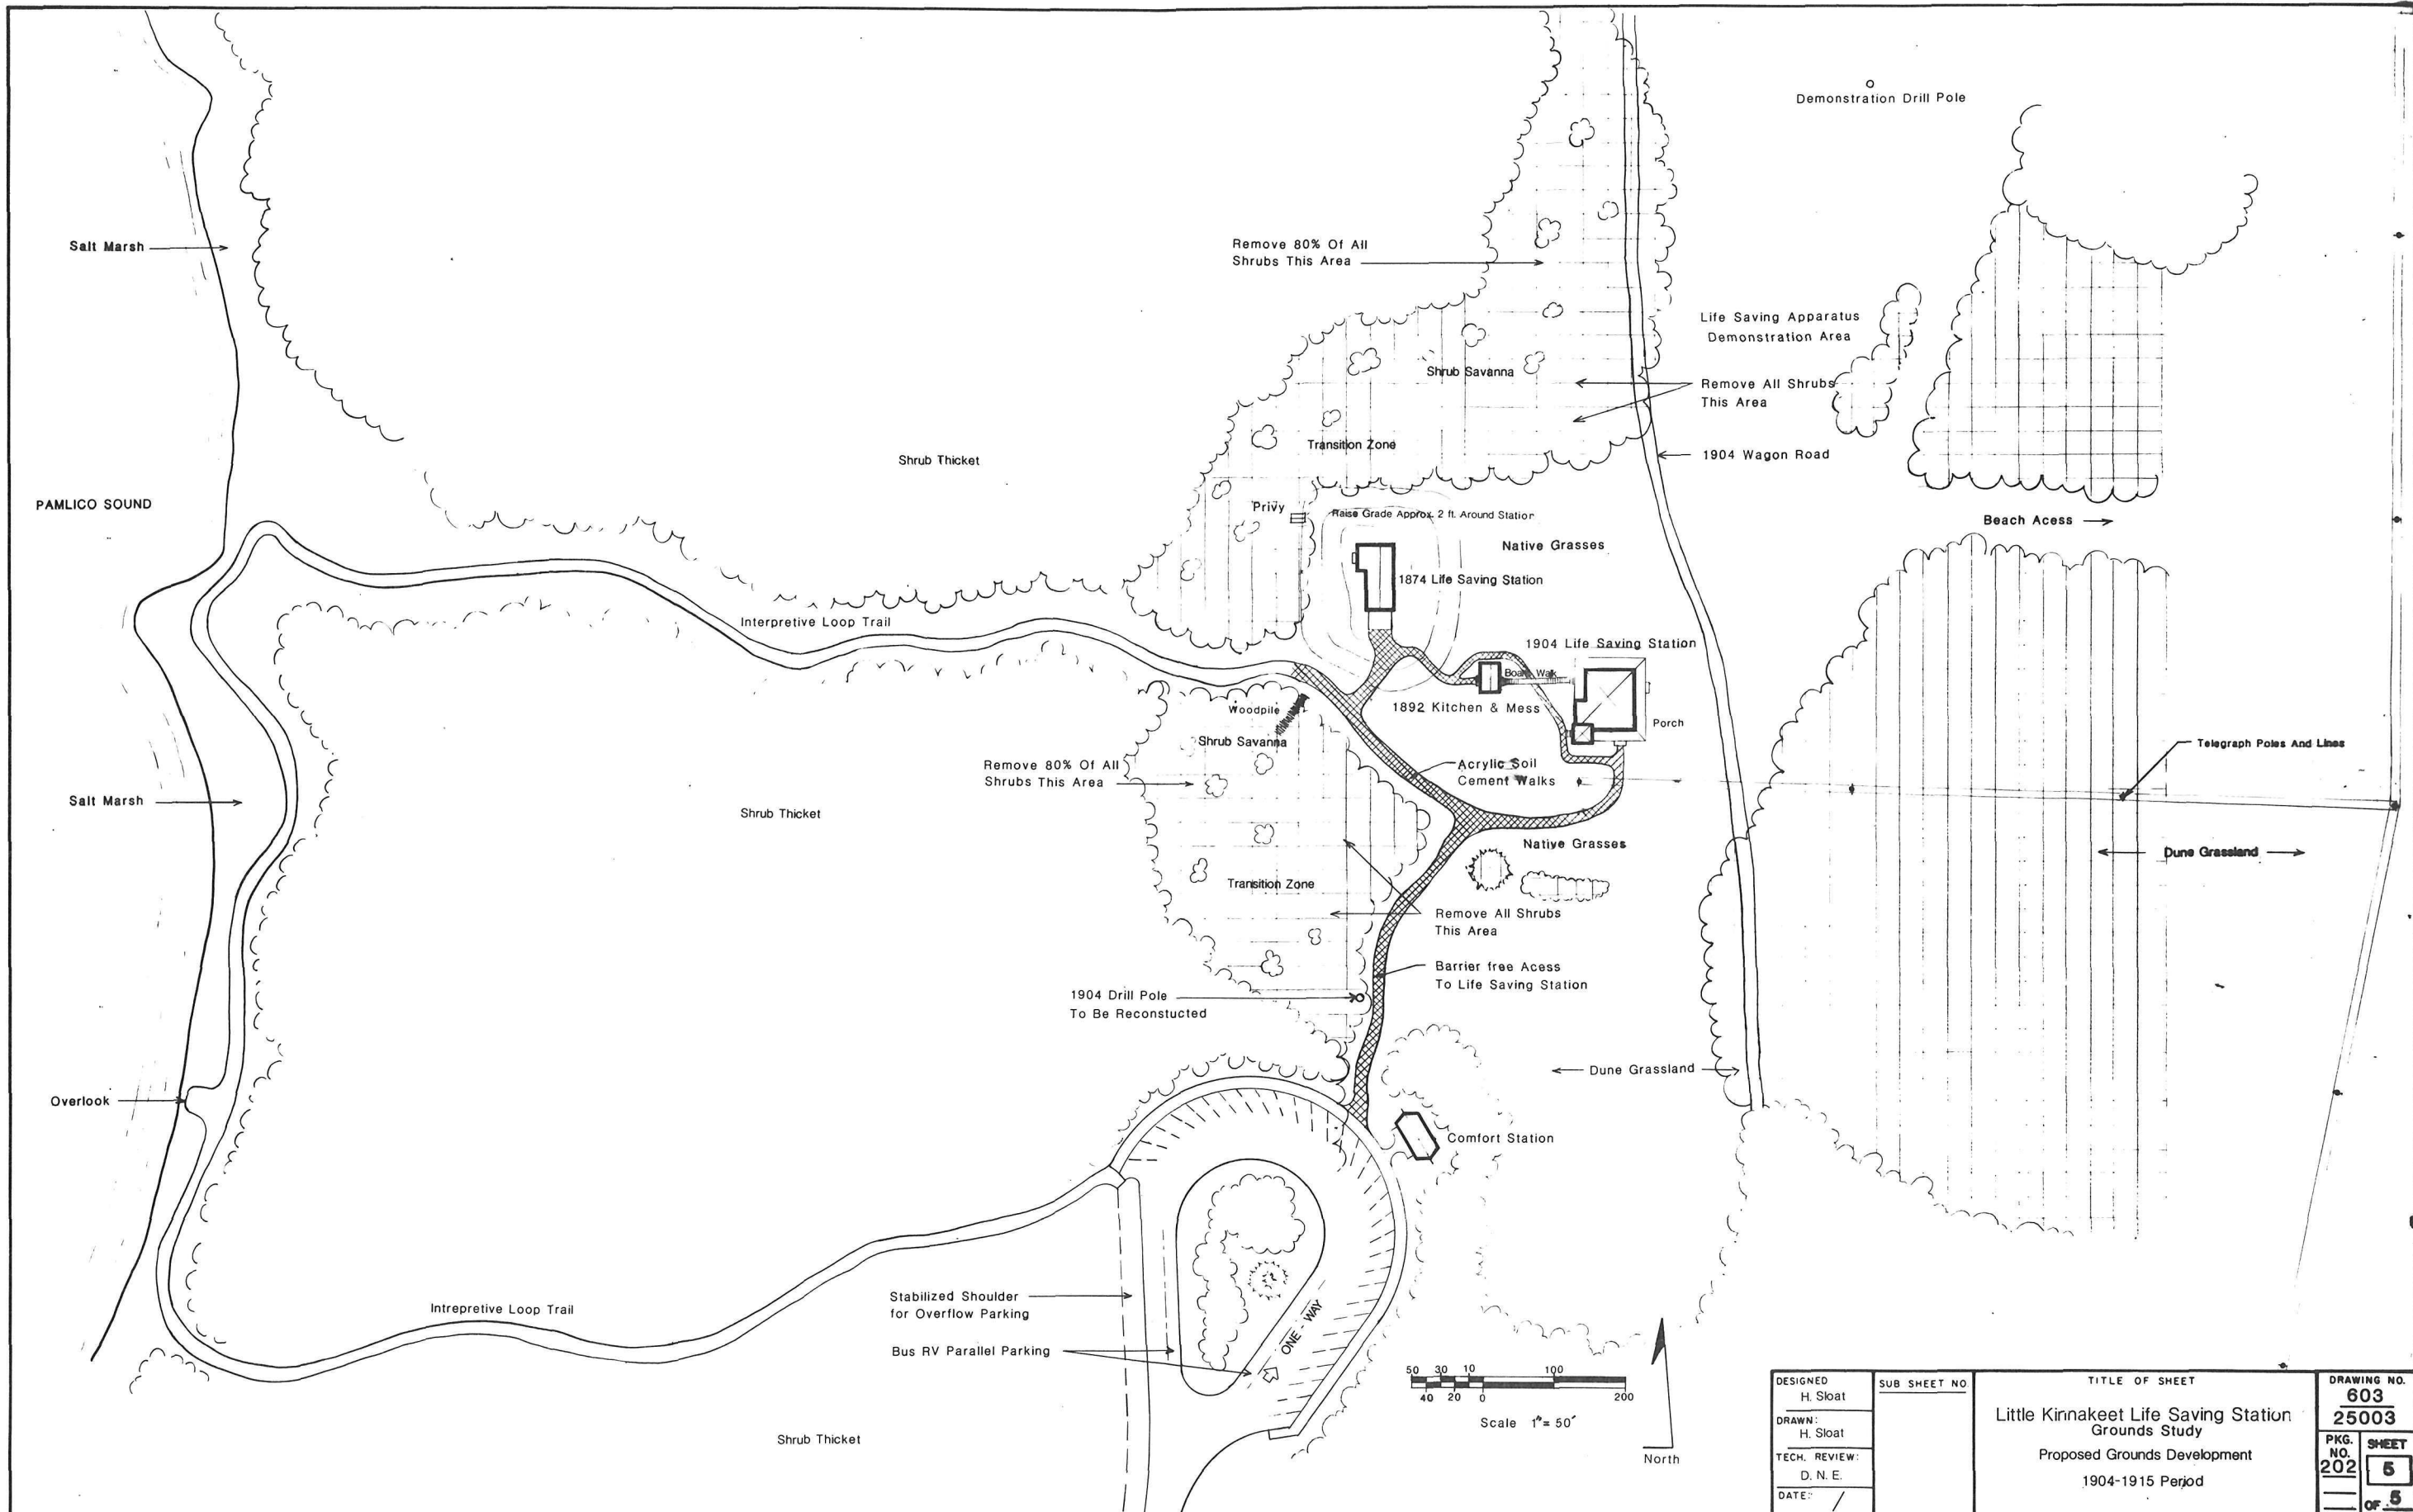 Demonstration Drill Pole
Salt Marsh
Remove 80% Of All
Shrubs This Area
Life Saving Apparatus
Demonstration Area
Shrub Savanna
Remove All Shrubs
This Area
Transition Zone
1904 Wagon Road
Shrub Thicket
PAMLICO SOUND
Privy
Raise Grade Approx. 2 ft. Around Station
Beach Acess
Native Grasses
1874 Life Saving Station
Interpretive Loop Trail
1904 Life Saving Station
Board Walk
1892 Kitchen & Mess
Woodpile
Porch
Shrub Savanna
Telegraph Poles And Lines
Remove 80% Of All
Shrubs This Area
Acrylic Soil
Cement Walks
Salt Marsh
Shrub Thicket
Native Grasses
Dune Grassland
Transition Zone
Remove All Shrubs
This Area
Barrier free Acess
To Life Saving Station
1904 Drill Pole
To Be Reconstucted
Dune Grassland
Overlook
Comfort Station
Stabilized Shoulder
for Overflow Parking
Intrepretive Loop Trail
ONE - WAY
Bus RV Parallel Parking
50 30 10 100
40 20 0 200
Scale 1"= 50'
Shrub Thicket
North
DESIGNED
H. Sloat
DRAWN:
H. Sloat
TECH. REVIEW:
D. N. E.
DATE:
SUB SHEET NO
TITLE OF SHEET
Little Kinnakeet Life Saving Station
Grounds Study
Proposed Grounds Development
1904-1915 Period
DRAWING NO.
603
25003
PKG.
NO.
202
SHEET
5
OF 5